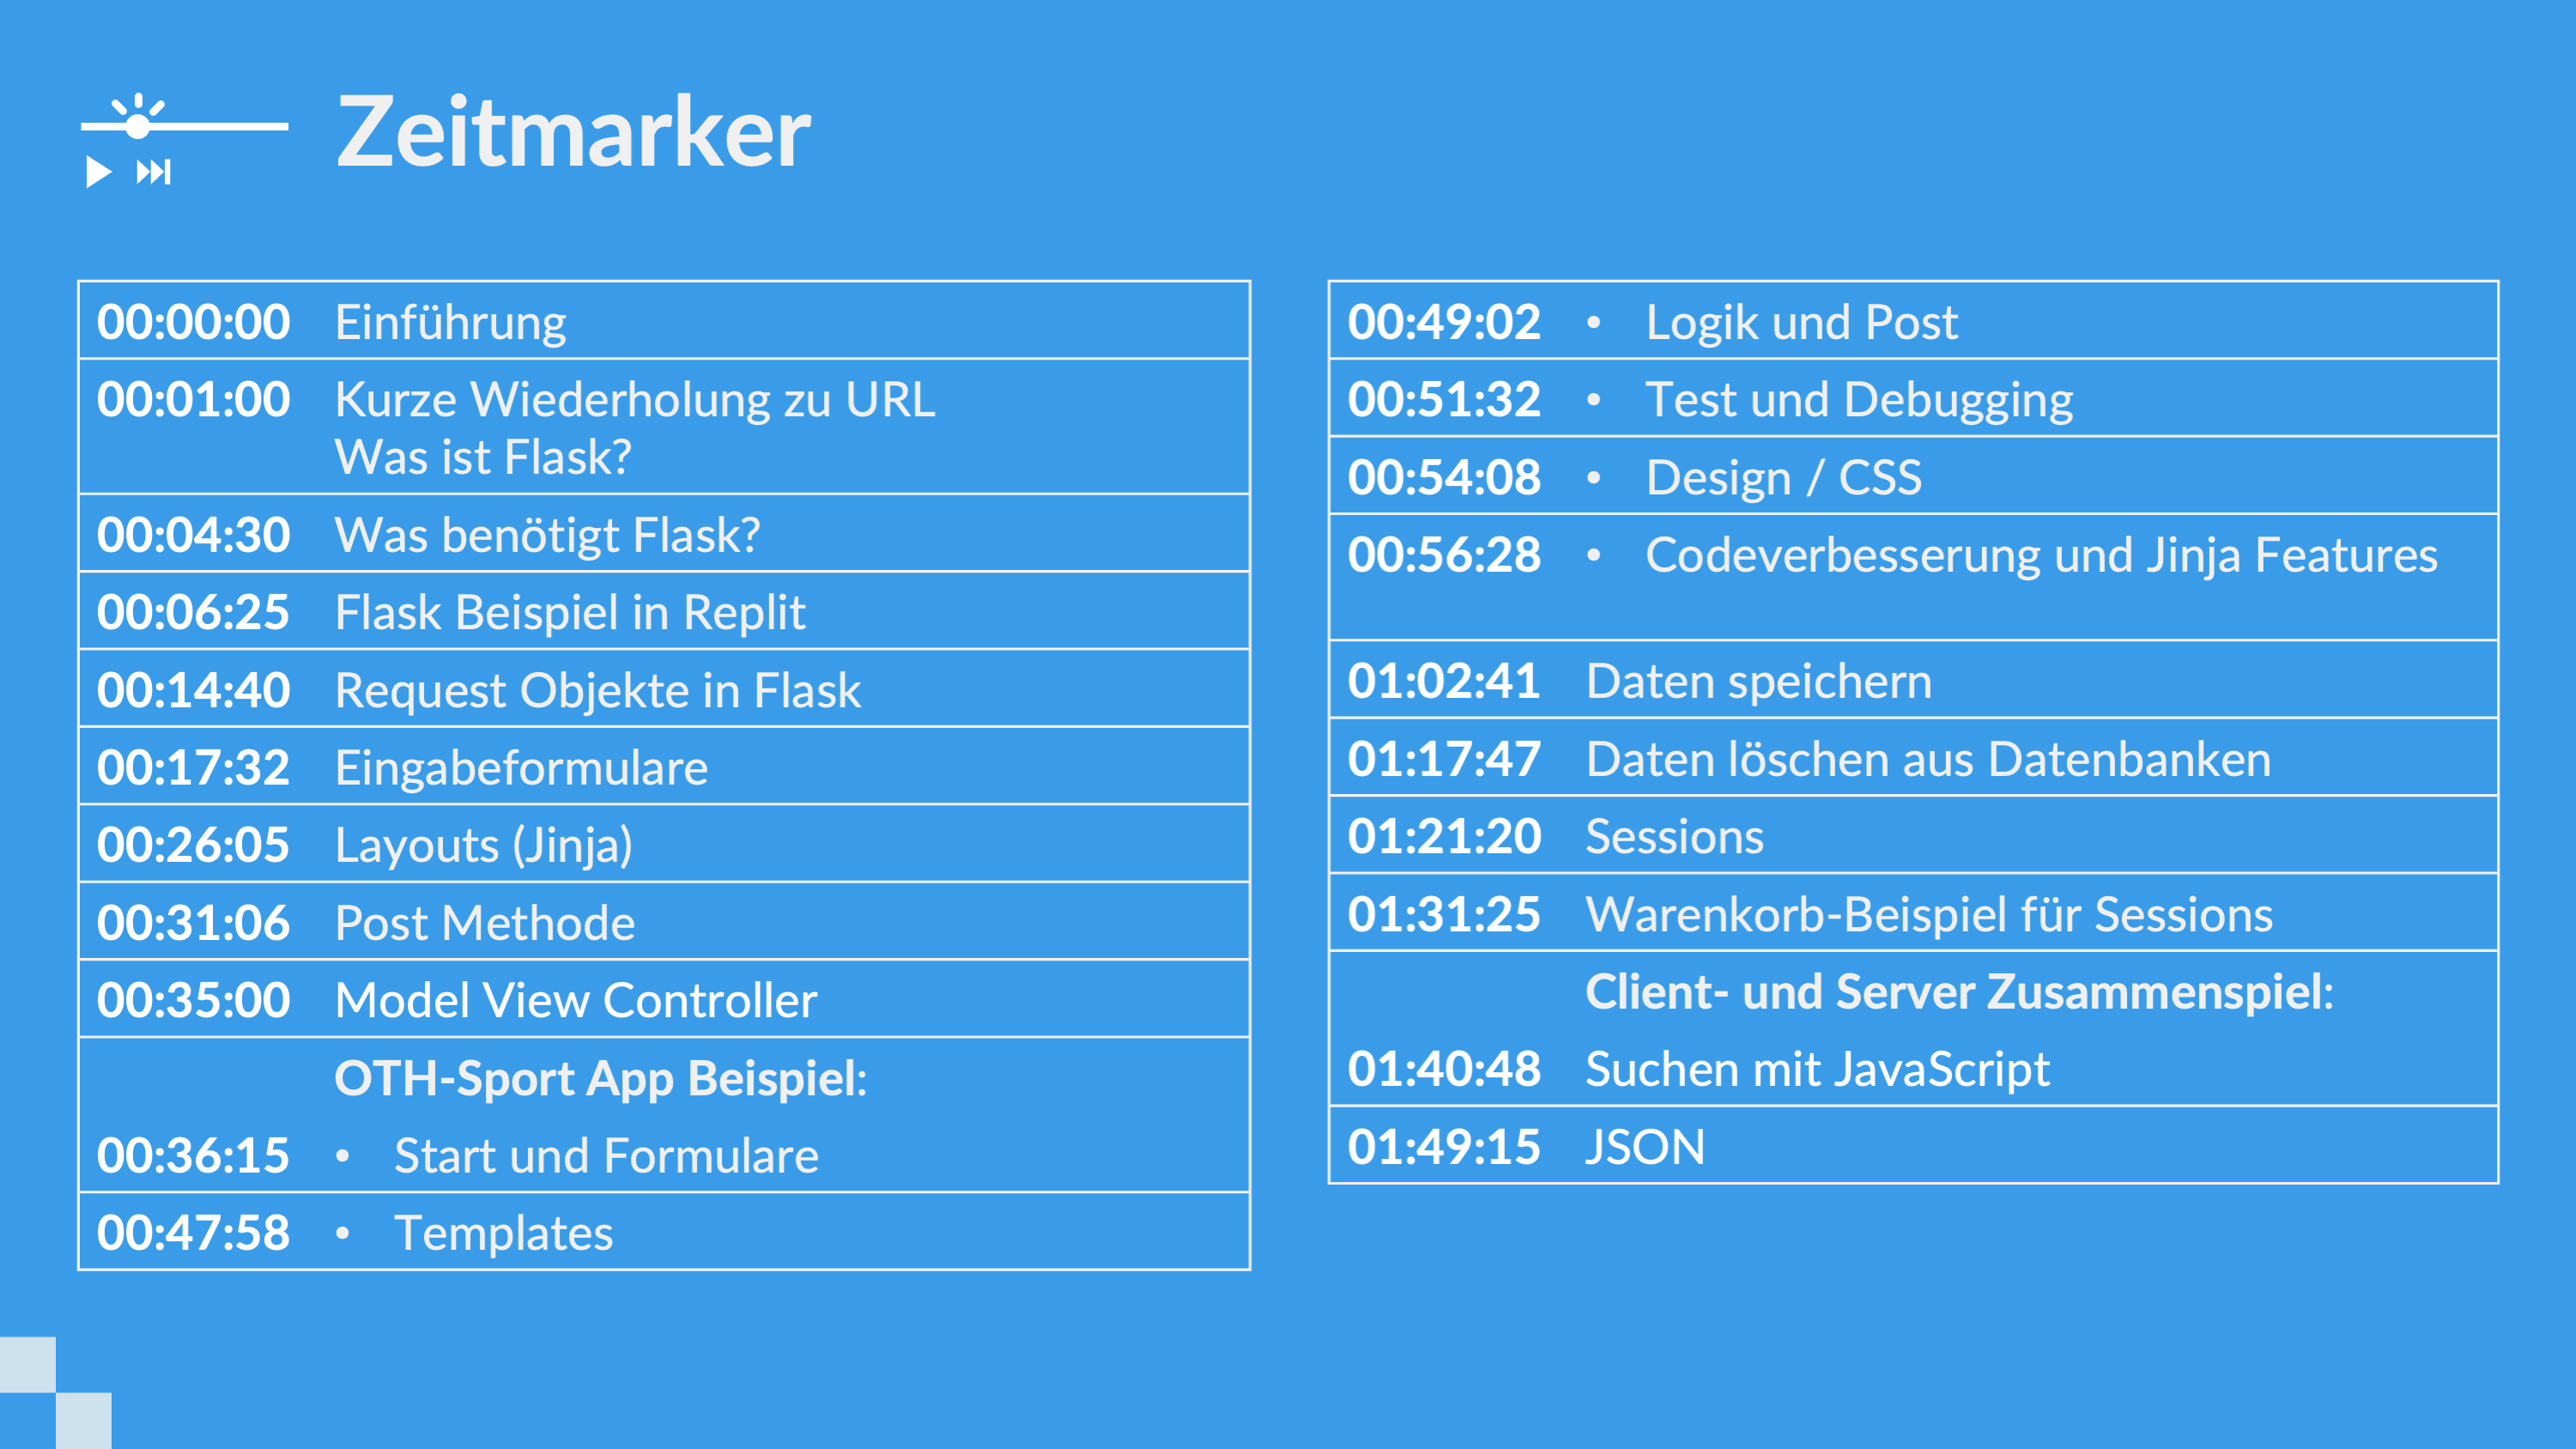 Zeitmarker
00:00:00 Einführung
00:01:00 Kurze Wiederholung zu URL
Was ist Flask?
00:04:30 Was benötigt Flask?
00:06:25 Flask Beispiel in Replit
00:14:40 Request Objekte in Flask
00:17:32 Eingabeformulare
00:26:05 Layouts (Jinja)
00:31:06 Post Methode
00:35:00 Model View Controller
OTH-Sport App Beispiel:
00:36:15 • Start und Formulare
00:47:58 • Templates
00:49:02 • Logik und Post
00:51:32 • Test und Debugging
00:54:08 • Design / CSS
00:56:28 • Codeverbesserung und Jinja Features
01:02:41 Daten speichern
01:17:47 Daten löschen aus Datenbanken
01:21:20 Sessions
01:31:25 Warenkorb-Beispiel für Sessions
Client- und Server Zusammenspiel:
01:40:48 Suchen mit JavaScript
01:49:15 JSON